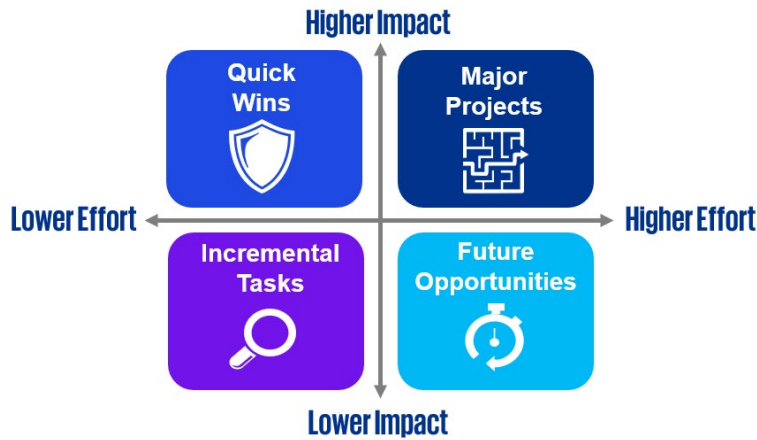 Higher Impact
Quick
Wins
Major
Projects
Lower Effort
Higher Effort
Incremental
Tasks
Future
Opportunities
Lower Impact